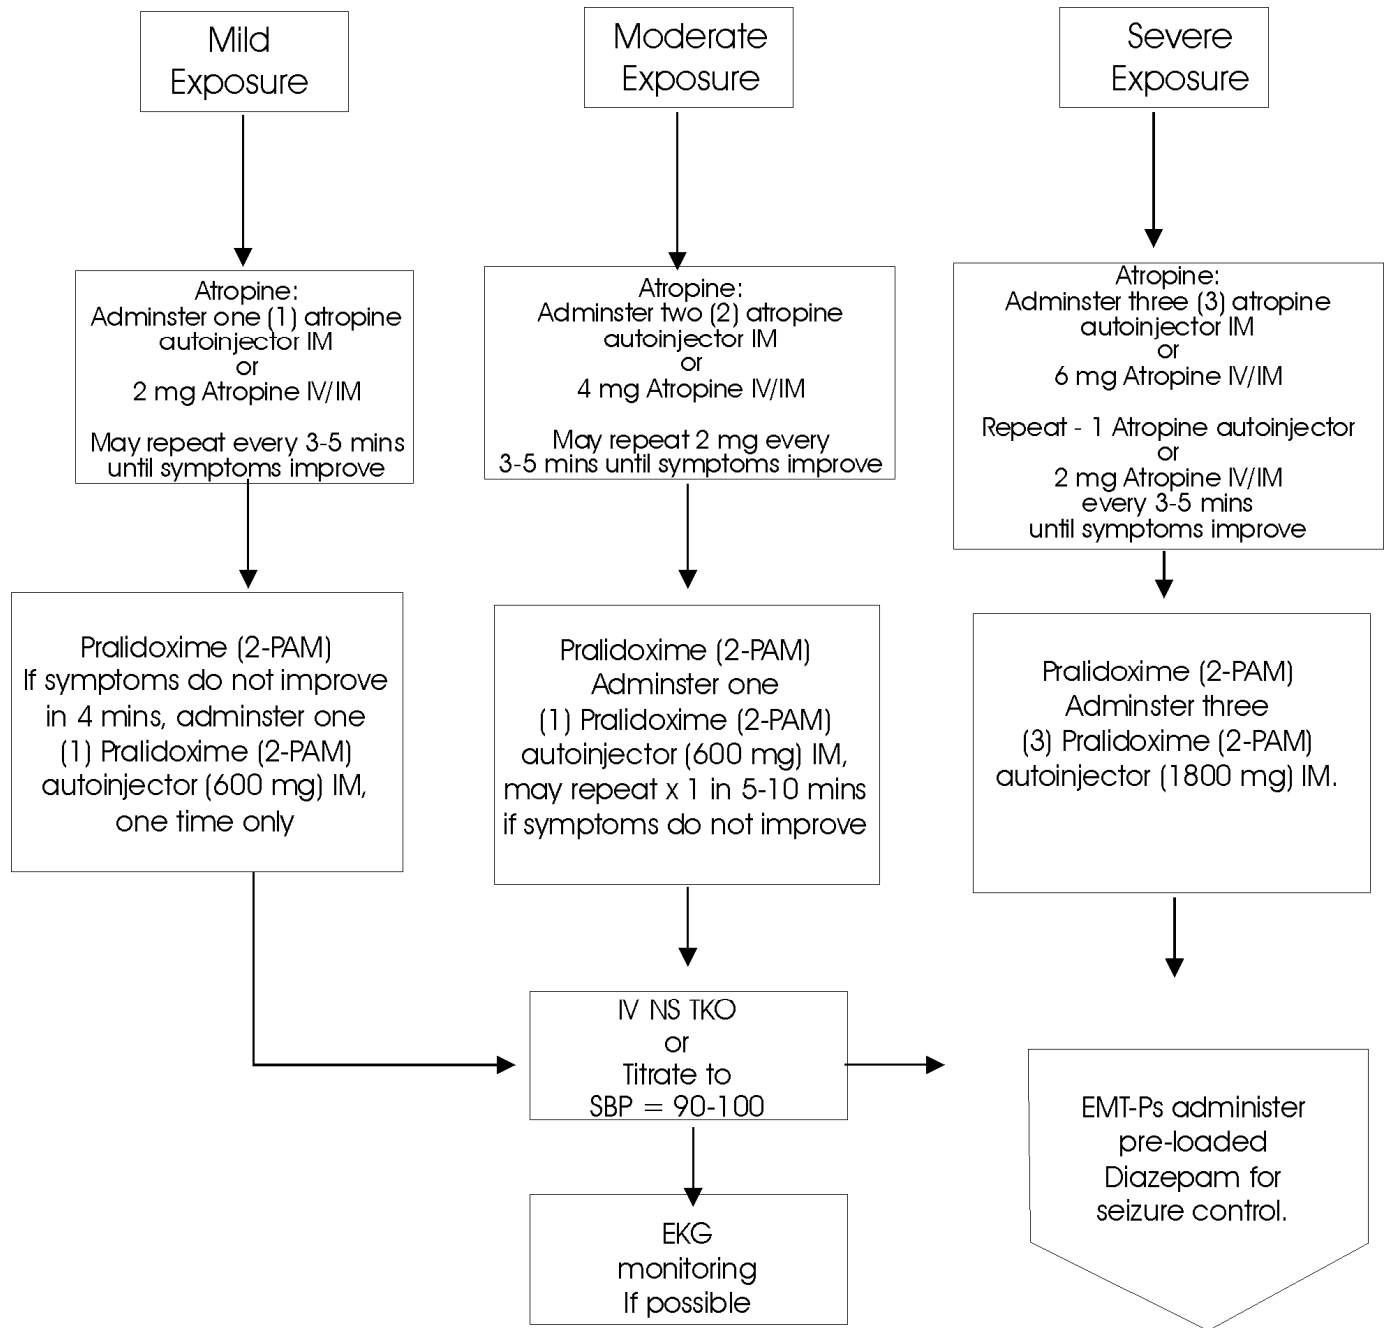 Mild
Exposure
Moderate
Exposure
Severe
Exposure
Atropine:
Adminster one (1) atropine
autoinjector IM
or
2 mg Atropine IV/IM
May repeat every 3-5 mins
until symptoms improve
Atropine:
Adminster two (2) atropine
autoinjector IM
or
4 mg Atropine IV/IM
May repeat 2 mg every
3-5 mins until symptoms improve
Atropine:
Adminster three (3) atropine
autoinjector IM
or
6 mg Atropine IV/IM
Repeat - 1 Atropine autoinjector
or
2 mg Atropine IV/IM
every 3-5 mins
until symptoms improve
Pralidoxime (2-PAM)
If symptoms do not improve
in 4 mins, adminster one
(1) Pralidoxime (2-PAM)
autoinjector (600 mg) IM,
one time only
Pralidoxime (2-PAM)
Adminster one
(1) Pralidoxime (2-PAM)
autoinjector (600 mg) IM,
may repeat x 1 in 5-10 mins
if symptoms do not improve
Pralidoxime (2-PAM)
Adminster three
(3) Pralidoxime (2-PAM)
autoinjector (1800 mg) IM.
IV NS TKO
or
Titrate to
SBP = 90-100
EMT-Ps administer
pre-loaded
Diazepam for
seizure control.
EKG
monitoring
If possible